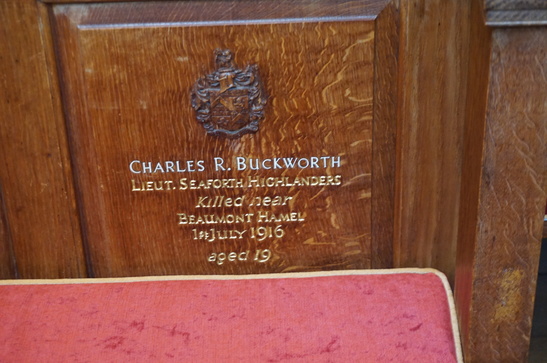 CHARLES R. BUCKWORTH
LIEUT. SEAFORTH HIGHLANDERS
Killed near
BEAUMONT HAMEL
1st JULY 1916
aged 19